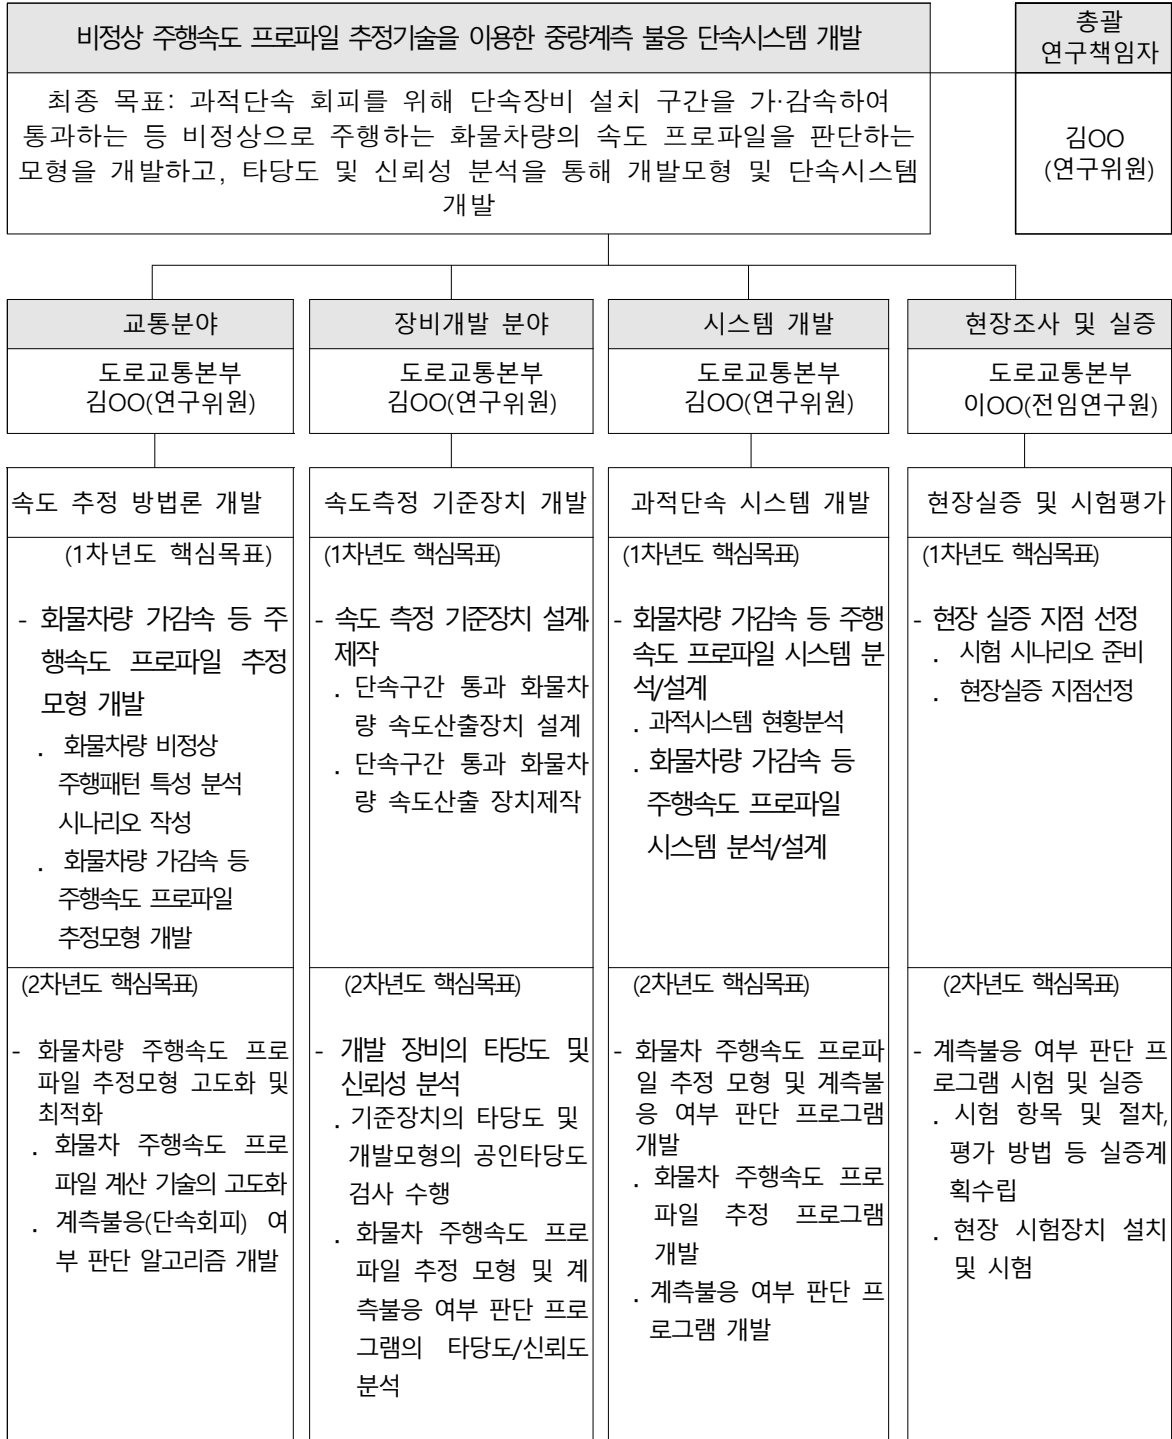 비정상 주행속도 프로파일 추정기술을 이용한 중량계측 불응 단속시스템 개발
총괄
연구책임자
최종 목표: 과적단속 회피를 위해 단속장비 설치 구간을 가·감속하여
통과하는 등 비정상으로 주행하는 화물차량의 속도 프로파일을 판단하는
모형을 개발하고, 타당도 및 신뢰성 분석을 통해 개발모형 및 단속시스템
개발
김OO
(연구위원)
교통분야
도로교통본부
김OO(연구위원)
장비개발 분야
도로교통본부
김OO(연구위원)
시스템 개발
도로교통본부
김OO(연구위원)
현장조사 및 실증
도로교통본부
이OO(전임연구원)
속도 추정 방법론 개발
(1차년도 핵심목표)
- 화물차량 가감속 등 주
행속도 프로파일 추정
모형 개발
. 화물차량 비정상
주행패턴 특성 분석
시나리오 작성
. 화물차량 가감속 등
주행속도 프로파일
추정모형 개발
(2차년도 핵심목표)
- 화물차량 주행속도 프로
파일 추정모형 고도화 및
최적화
. 화물차 주행속도 프로
파일 계산 기술의 고도화
. 계측불응(단속회피) 여
부 판단 알고리즘 개발
속도측정 기준장치 개발
(1차년도 핵심목표)
- 속도 측정 기준장치 설계·
제작
. 단속구간 통과 화물차
량 속도산출장치 설계
. 단속구간 통과 화물차
량 속도산출 장치제작
(2차년도 핵심목표)
- 개발 장비의 타당도 및
신뢰성 분석
. 기준장치의 타당도 및
개발모형의 공인타당도
검사 수행
. 화물차 주행속도 프로
파일 추정 모형 및 계
측불응 여부 판단 프로
그램의 타당도/신뢰도
분석
과적단속 시스템 개발
(1차년도 핵심목표)
- 화물차량 가감속 등 주행
속도 프로파일 시스템 분
석/설계
. 과적시스템 현황분석
. 화물차량 가감속 등
주행속도 프로파일
시스템 분석/설계
(2차년도 핵심목표)
- 화물차 주행속도 프로파
일 추정 모형 및 계측불
응 여부 판단 프로그램
개발
. 화물차 주행속도 프로
파일 추정 프로그램
개발
. 계측불응 여부 판단 프
로그램 개발
현장실증 및 시험평가
(1차년도 핵심목표)
- 현장 실증 지점 선정
. 시험 시나리오 준비
. 현장실증 지점선정
(2차년도 핵심목표)
- 계측불응 여부 판단 프
로그램 시험 및 실증
. 시험 항목 및 절차,
평가 방법 등 실증계
획수립
. 현장 시험장치 설치
및 시험